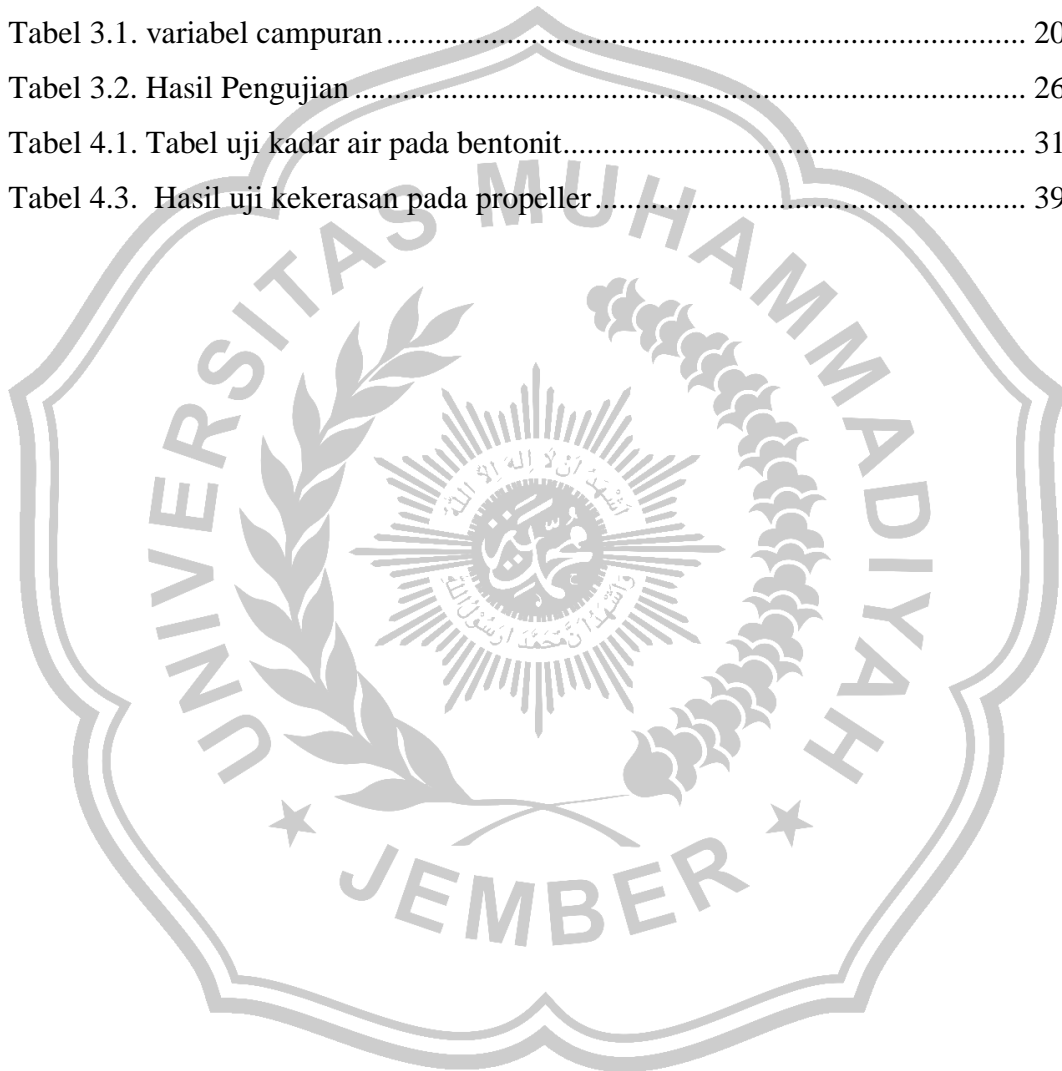 Tabel 3.1. variabel campuran........................................................................................ 20
Tabel 3.2. Hasil Pengujian............................................................................................ 26
Tabel 4.1. Tabel uji kadar air pada bentonit................................................................ 31
Tabel 4.3.  Hasil uji kekerasan pada propeller............................................................ 39
UNIVERSITAS MUHAMMADIYAH
JEMBER